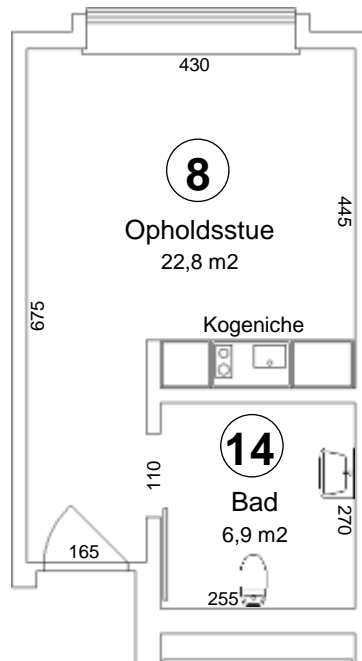 430
8
Opholdsstue
22,8 m2
445
675
Kogeniche
14
110
Bad
6,9 m2
270
165
255